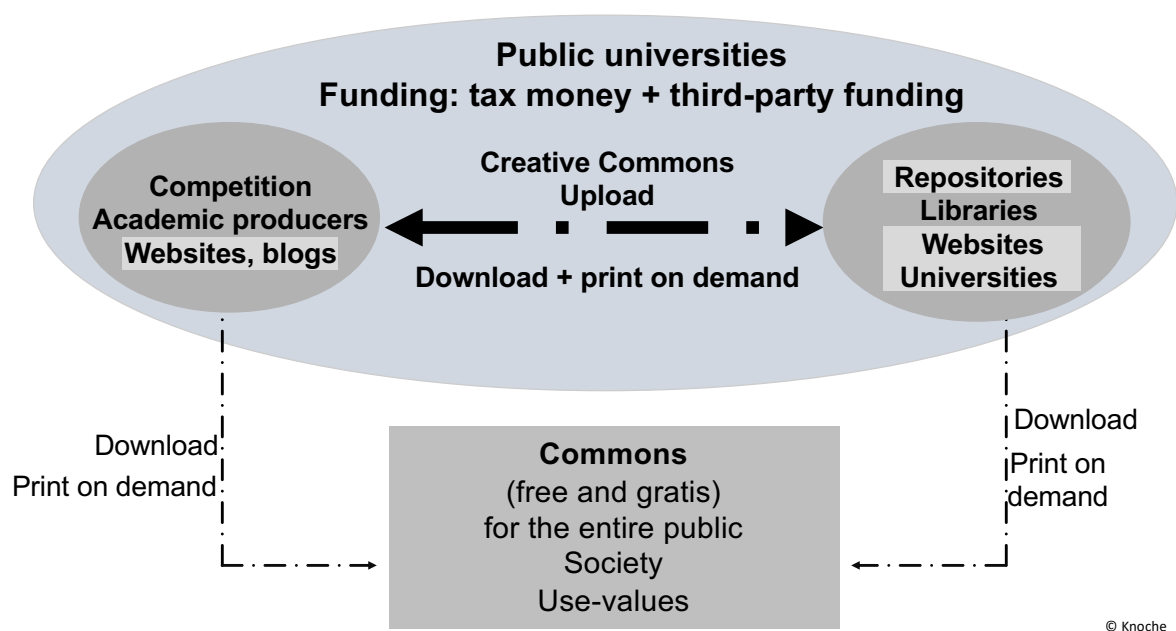 Public universities
Funding: tax money + third-party funding
Competition
Academic producers
Websites, blogs
Creative Commons
Upload
Download + print on demand
Repositories
Libraries
Websites
Universities
Download
Print on demand
Commons
(free and gratis)
for the entire public
Society
Use-values
Download
Print on
demand
© Knoche